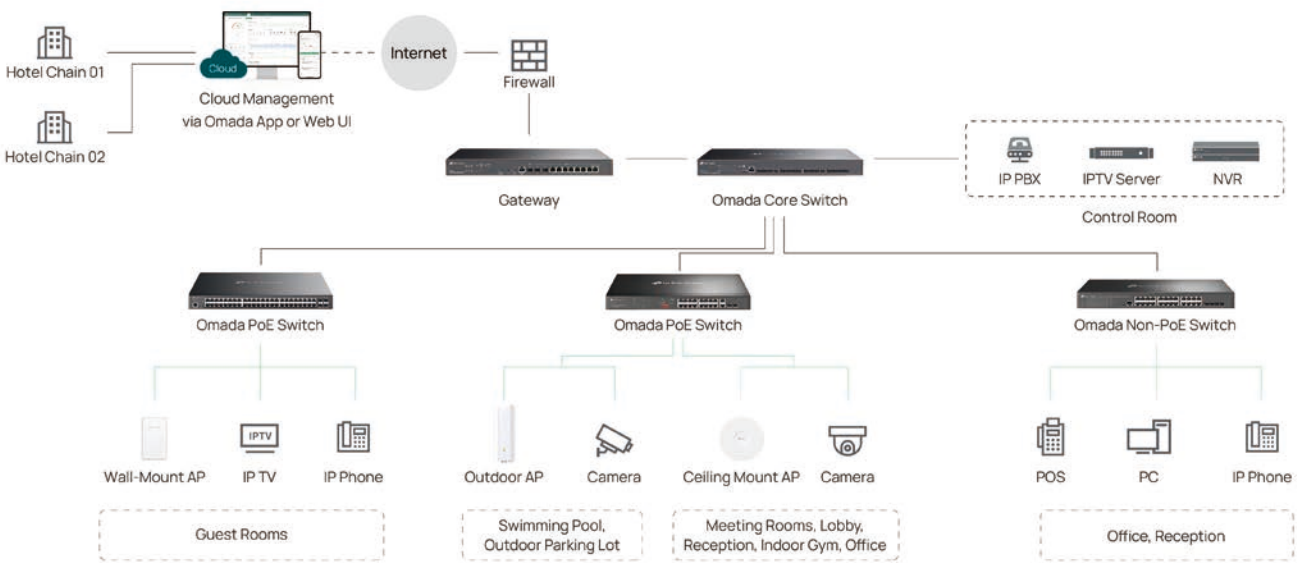 Hotel Chain 01
Cloud
Cloud Management
via Omada App or Web UI
Internet
Firewall
Hotel Chain 02
Gateway
Omada Core Switch
IP PBX
IPTV Server
NVR
Control Room
Omada PoE Switch
Omada PoE Switch
Omada Non-PoE Switch
IPTV
Wall-Mount AP
IP TV
IP Phone
Outdoor AP
Camera
Ceiling Mount AP
Camera
POS
PC
IP Phone
Guest Rooms
Swimming Pool,
Outdoor Parking Lot
Meeting Rooms, Lobby,
Reception, Indoor Gym, Office
Office, Reception